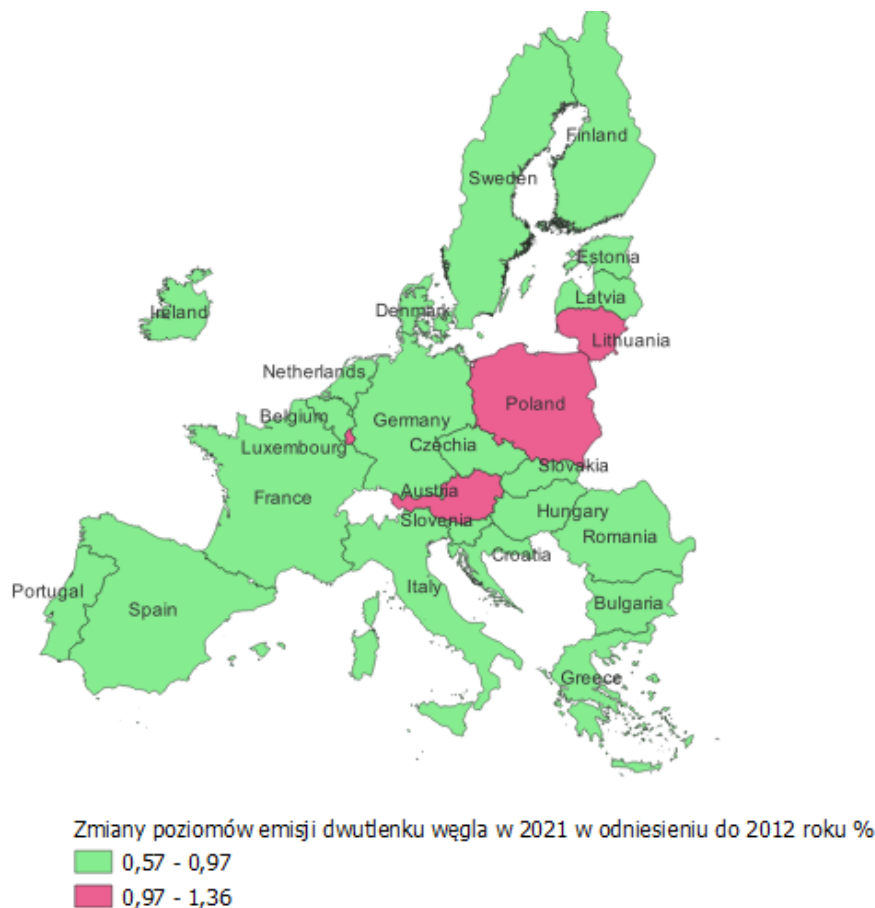 Finland
Sweden
Estonia
Latvia
Ireland
Denmark
Lithuania
Netherlands
Poland
Belgium
Germany
Luxembourg
Czechia
Slovakia
France
Austria
Hungary
Slovenia
Romania
Croatia
Portugal
Italy
Spain
Bulgaria
Greece
Zmiany poziomów emisji dwutlenku węgla w 2021 w odniesieniu do 2012 roku %
0,57 - 0,97
0,97 - 1,36